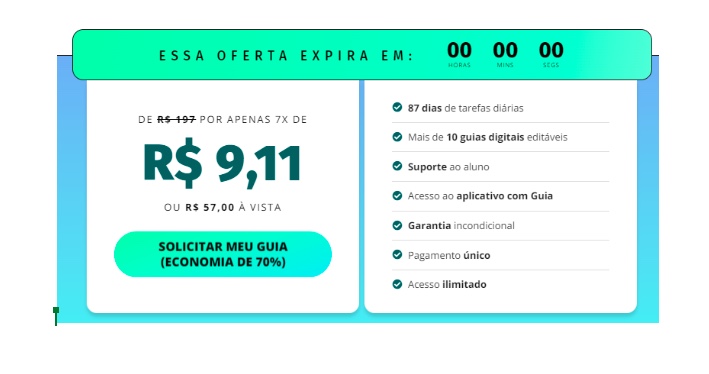 ESSA OFERTA EXPIRA EM:
00 00 00
HORAS MINS SEGS
DE R$ 197 POR APENAS 7X DE
R$ 9,11
OU R$ 57,00 À VISTA
SOLICITAR MEU GUIA
(ECONOMIA DE 70%)
87 dias de tarefas diárias
Mais de 10 guias digitais editáveis
Suporte ao aluno
Acesso ao aplicativo com Guia
Garantia incondicional
Pagamento único
Acesso ilimitado